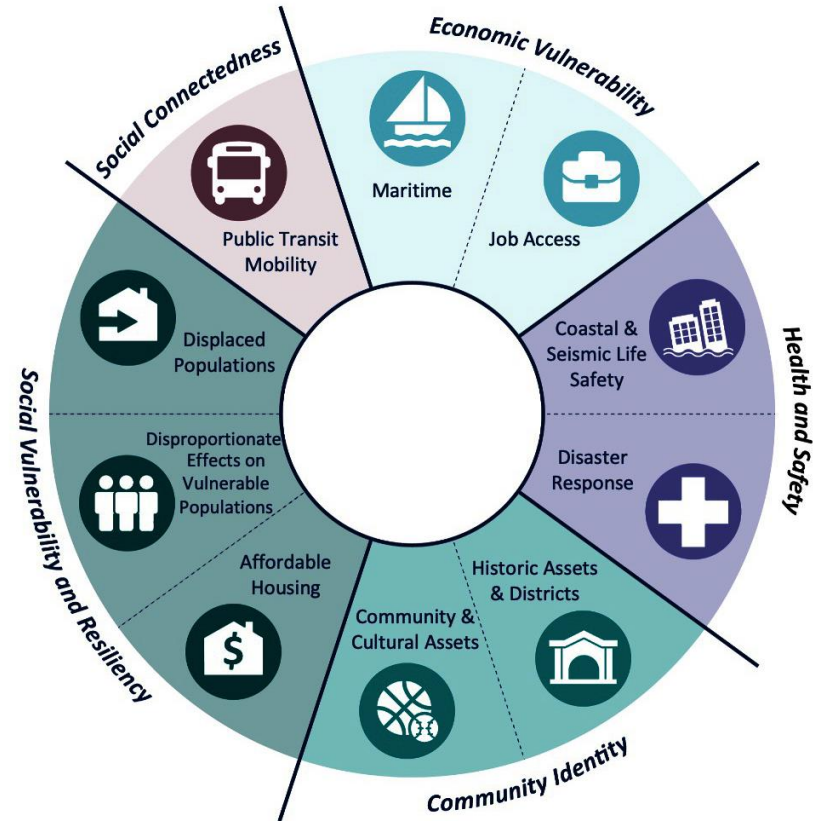 Economic Vulnerability
Maritime
Job Access
Health and Safety
Coastal &
Seismic Life
Safety
Disaster
Response
Community Identity
Historic Assets
& Districts
Community &
Cultural Assets
Social Vulnerability and Resiliency
Affordable
Housing
$
Disproportionate
Effects on
Vulnerable
Populations
Displaced
Populations
Social Connectedness
Public Transit
Mobility